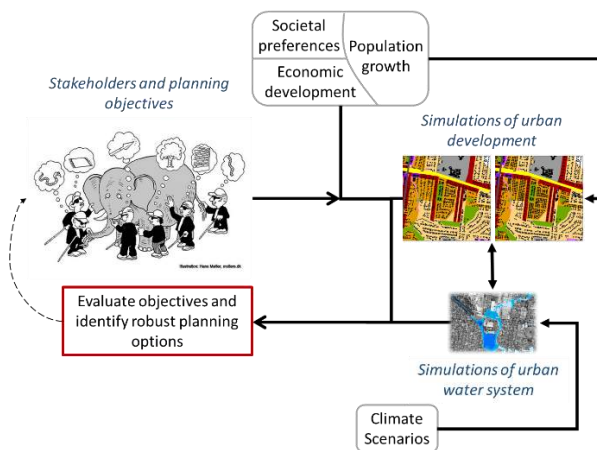 Societal
preferences
Population
growth
Economic
development
Stakeholders and planning
objectives
Simulations of urban
development
Evaluate objectives and
identify robust planning
options
Simulations of urban
water system
Climate
Scenarios